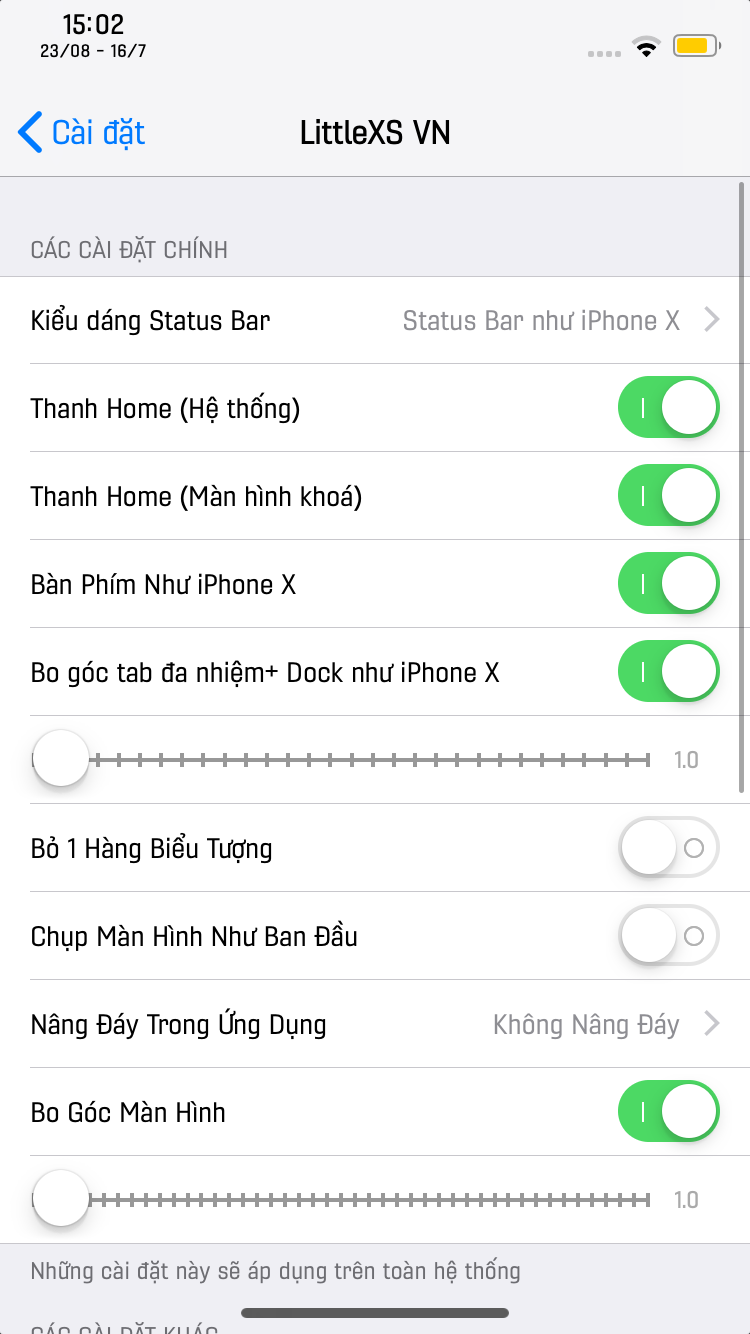 15:02
23/08 - 16/7
Cài đặt
LittleXS VN
CÁC CÀI ĐẶT CHÍNH
Kiểu dáng Status Bar
Status Bar như iPhone X
Thanh Home (Hệ thống)
Thanh Home (Màn hình khoá)
Bàn Phím Như iPhone X
Bo góc tab đa nhiệm+ Dock như iPhone X
1.0
Bỏ 1 Hàng Biểu Tượng
Chụp Màn Hình Như Ban Đầu
Nâng Đáy Trong Ứng Dụng
Không Nâng Đáy
Bo Góc Màn Hình
1.0
Những cài đặt này sẽ áp dụng trên toàn hệ thống
CÁC CÀI ĐẶT KHÁC